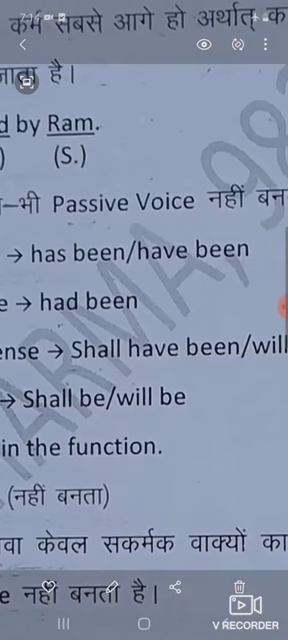 कर्म सबसे आगे हो अर्थात् क
जाता है।
d by Ram.
(S.)
–भी Passive Voice नहीं बन
→ has been/have been
e → had been
ense → Shall have been/will
→ Shall be/will be
in the function.
(नहीं बनता)
वा केवल सकर्मक वाक्यों का
e नहीं बनता है।
V RECORDER